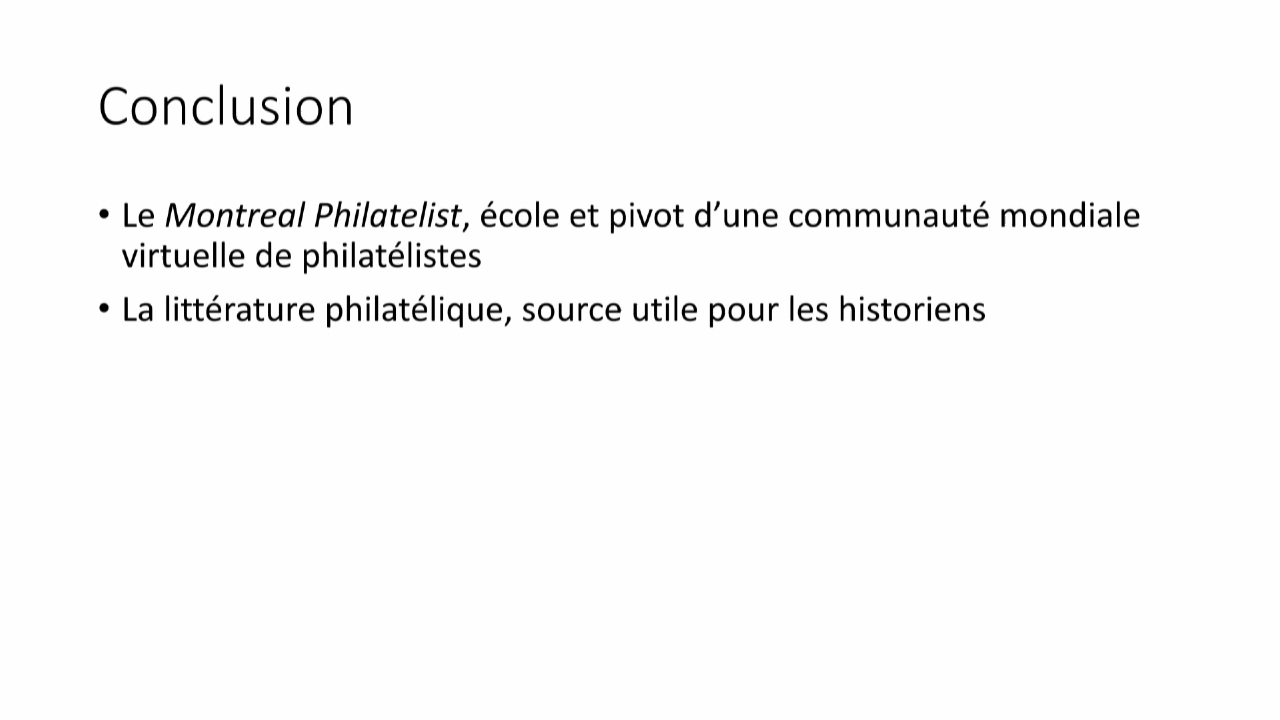 Conclusion
• Le Montreal Philatelist, école et pivot d’une communauté mondiale
virtuelle de philatélistes
• La littérature philatélique, source utile pour les historiens